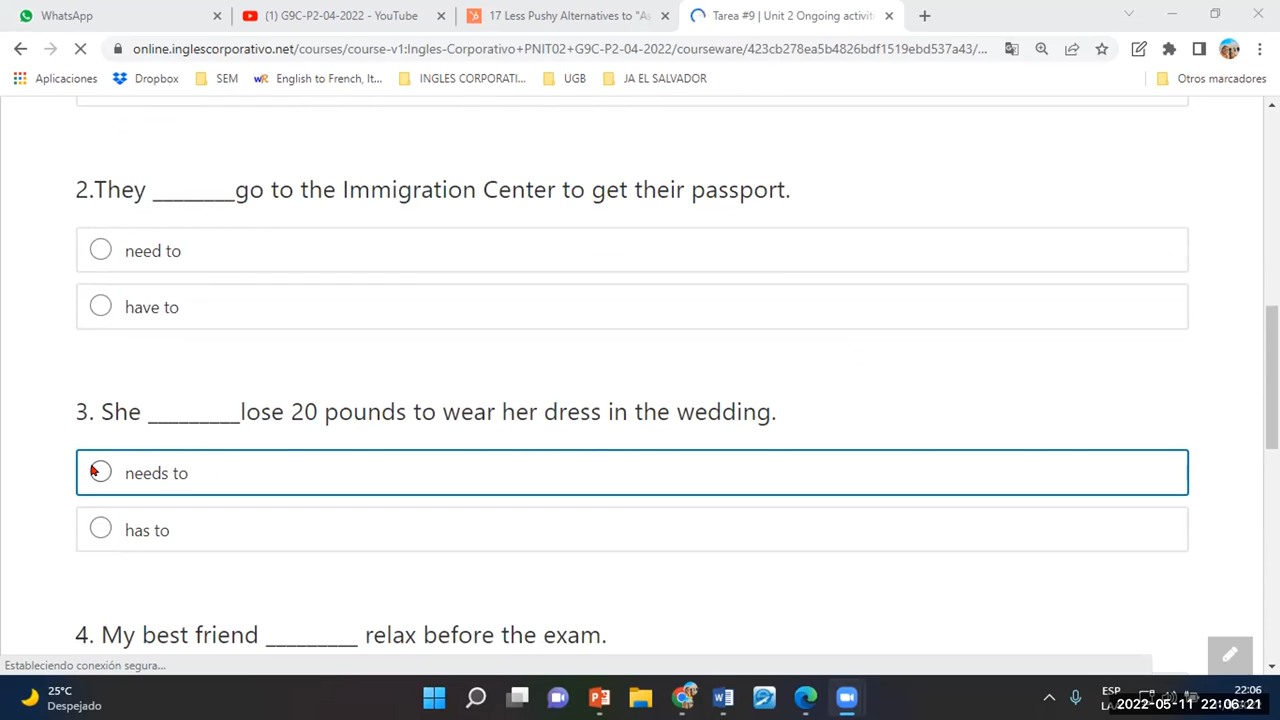 WhatsApp
(1) G9C-P2-04-2022 - YouTube
17 Less Pushy Alternatives to "As
Tarea #9 | Unit 2 Ongoing activit
online.inglescorporativo.net/courses/course-v1:Ingles-Corporativo+PNIT02+G9C-P2-04-2022/courseware/423cb278ea5b4826bdf1519ebd537a43/...
Aplicaciones
Dropbox
SEM
English to French, It...
INGLES CORPORATI...
UGB
JA EL SALVADOR
Otros marcadores
2.They ________go to the Immigration Center to get their passport.
need to
have to
3. She _________lose 20 pounds to wear her dress in the wedding.
needs to
has to
4. My best friend _________ relax before the exam.
Estableciendo conexión segura...
25°C
Despejado
ESP
22:06
2022-05-11 22:06:21